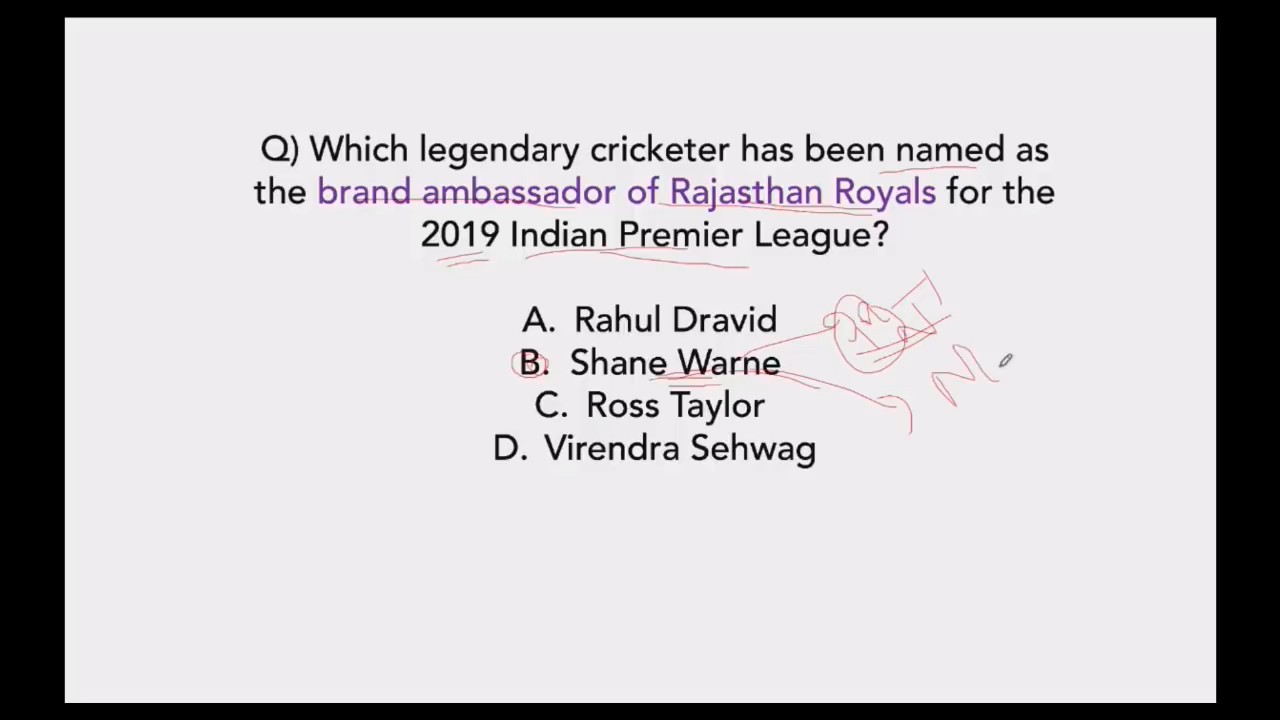 Q) Which legendary cricketer has been named as
the brand ambassador of Rajasthan Royals for the
2019 Indian Premier League?
A. Rahul Dravid
B. Shane Warne
C. Ross Taylor
D. Virendra Sehwag